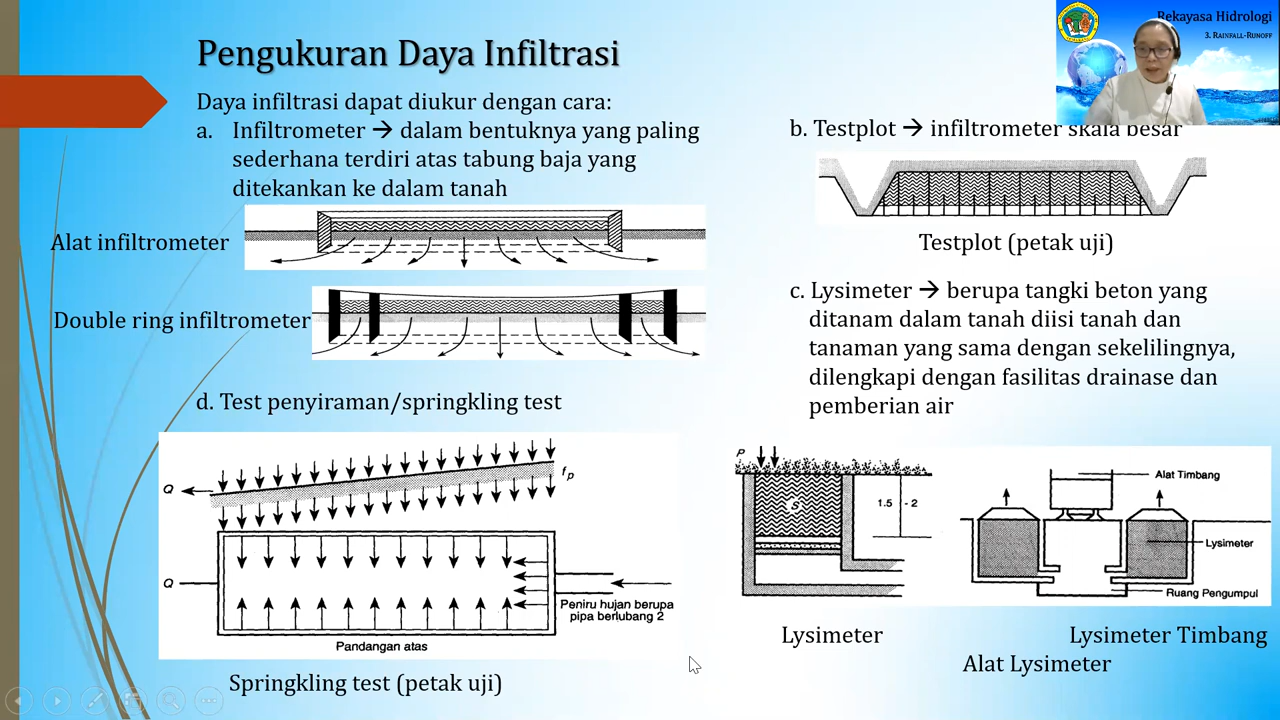 Rekayasa Hidrologi
3. RAINFALL-RUNOFF
Pengukuran Daya Infiltrasi
Daya infiltrasi dapat diukur dengan cara:
a. Infiltrometer → dalam bentuknya yang paling
sederhana terdiri atas tabung baja yang
ditekankan ke dalam tanah
Alat infiltrometer
Double ring infiltrometer
b. Testplot → infiltrometer skala besar
Testplot (petak uji)
c. Lysimeter → berupa tangki beton yang
ditanam dalam tanah diisi tanah dan
tanaman yang sama dengan sekelilingnya,
dilengkapi dengan fasilitas drainase dan
pemberian air
d. Test penyiraman/springkling test
Q
fp
Q
Peniru hujan berupa
pipa berlubang 2
Pandangan atas
Springkling test (petak uji)
P
S
1.5 - 2
Alat Timbang
Lysimeter
Ruang Pengumpul
Lysimeter
Lysimeter Timbang
Alat Lysimeter